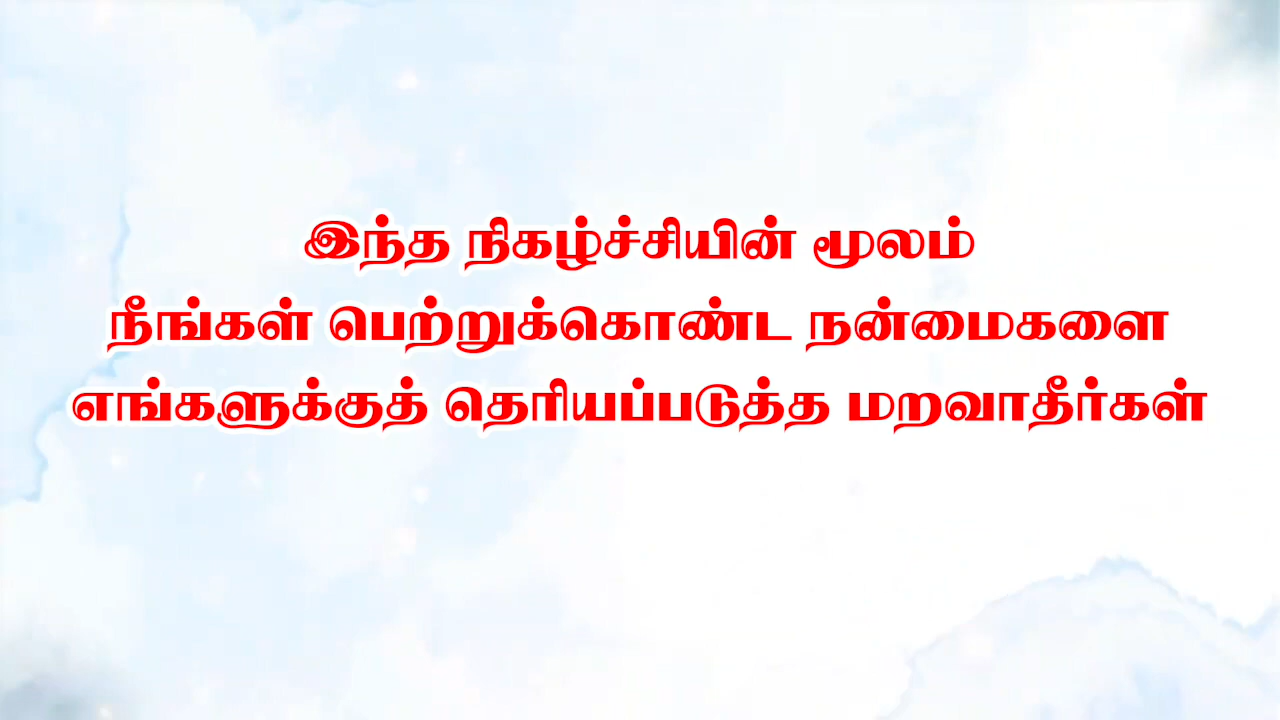 இந்த நிகழ்ச்சியின் மூலம்
நீங்கள் பெற்றுக்கொண்ட நன்மைகளை
எங்களுக்குத் தெரியப்படுத்த மறவாதீர்கள்